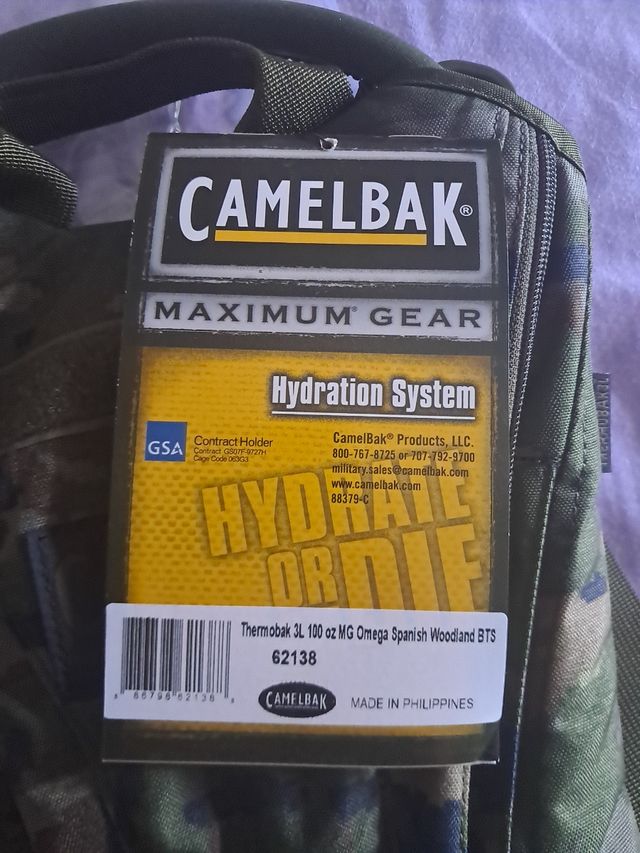 CAMELBAK®
MAXIMUM® GEAR
Hydration System
GSA
Contract Holder
Contract GS07F-9727H
Cage Code 063G3
CamelBak® Products, LLC.
800-767-8725 or 707-792-9700
military.sales@camelbak.com
www.camelbak.com
88379-C
HYDRATE
OR DIE
Thermobak 3L 100 oz MG Omega Spanish Woodland BTS
62138
CAMELBAK
MADE IN PHILIPPINES
THERMOBAK 3L